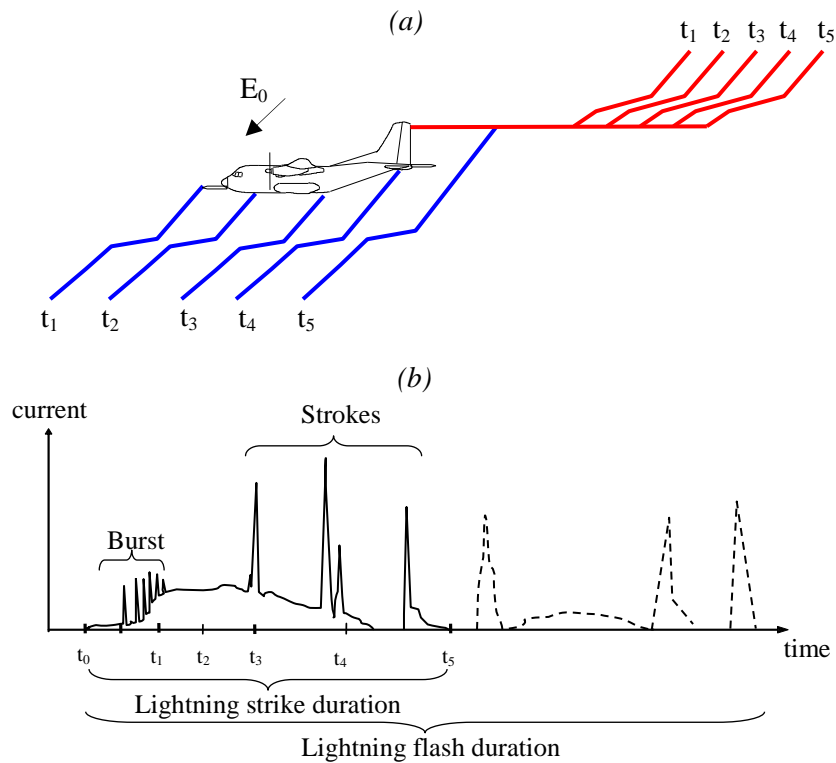 (a)
t1 t2 t3 t4 t5
E0
t1 t2 t3 t4 t5
(b)
current
Strokes
Burst
time
t0 t1 t2 t3 t4 t5
Lightning strike duration
Lightning flash duration